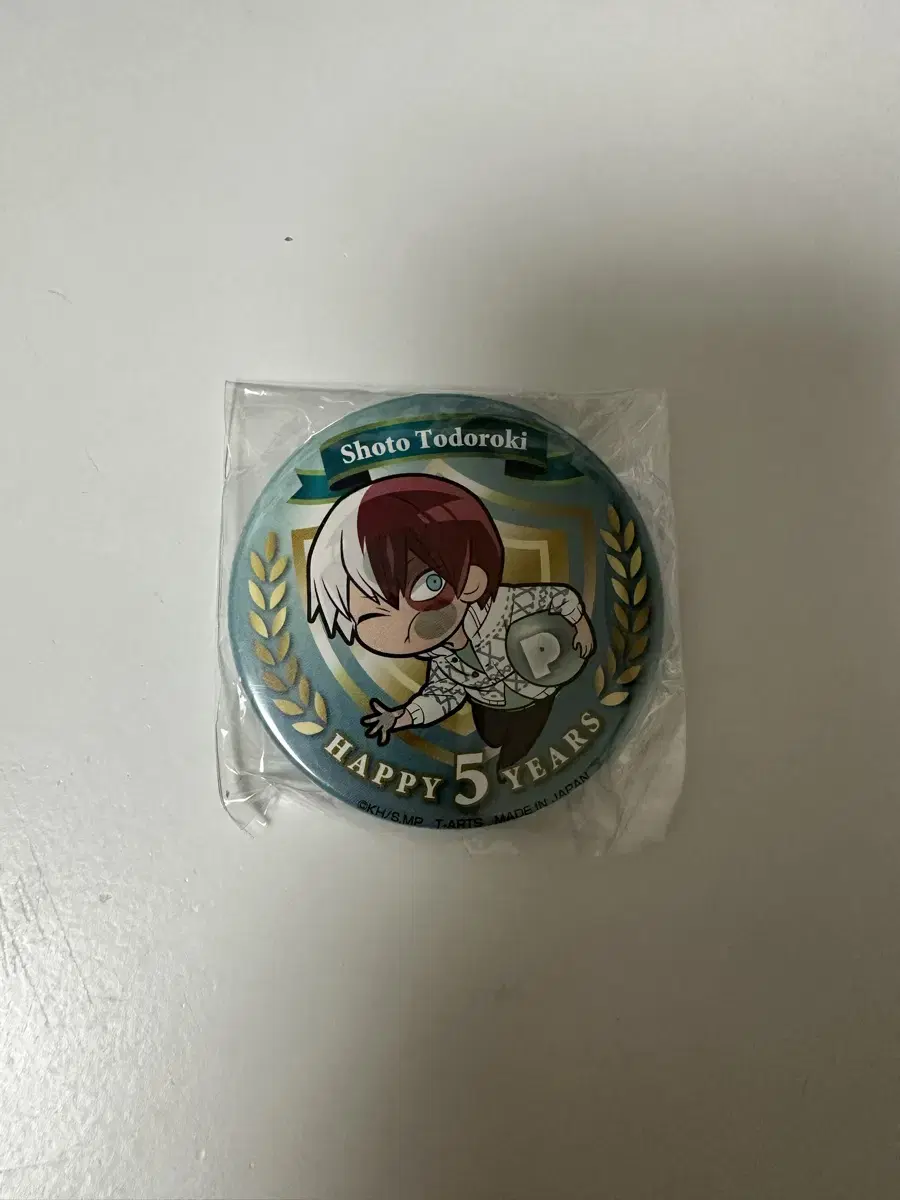 Shoto Todoroki
P
HAPPY 5 YEARS
©KH/S,MP T-ARTS MADE IN JAPAN